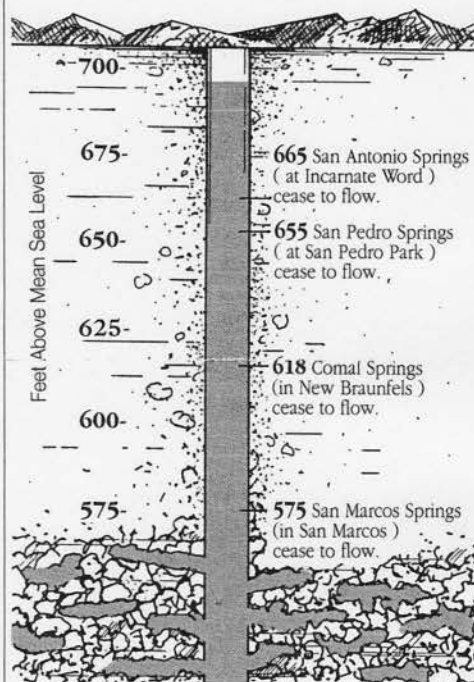 700-
675-
650-
625-
600-
575-
Feet Above Mean Sea Level
665 San Antonio Springs
( at Incarnate Word )
cease to flow.
655 San Pedro Springs
( at San Pedro Park )
cease to flow.
618 Comal Springs
(in New Braunfels )
cease to flow.
575 San Marcos Springs
(in San Marcos )
cease to flow.